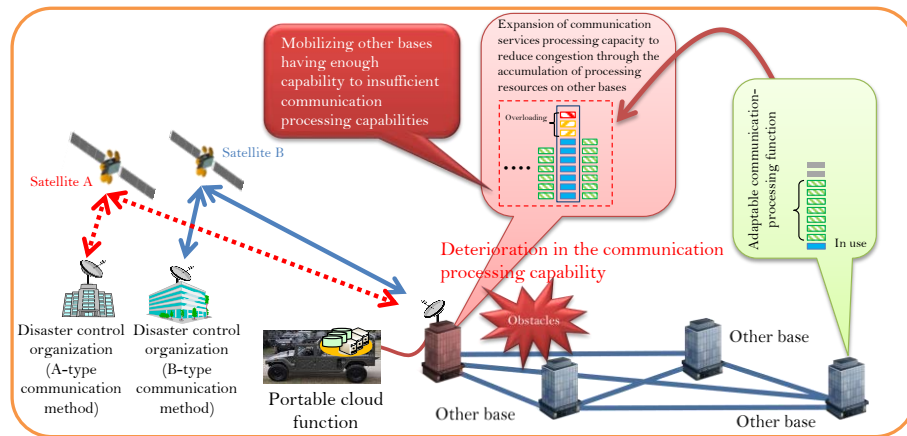 Mobilizing other bases
having enough
capability to insufficient
communication
processing capabilities
Expansion of communication
services processing capacity to
reduce congestion through the
accumulation of processing
resources on other bases
Overloading
Adaptable communication-
processing function
In use
Satellite A
Satellite B
Deterioration in the communication
processing capability
Obstacles
Disaster control
organization
(A-type
communication
method)
Disaster control
organization
(B-type
communication
method)
Portable cloud
function
Other base
Other base
Other base